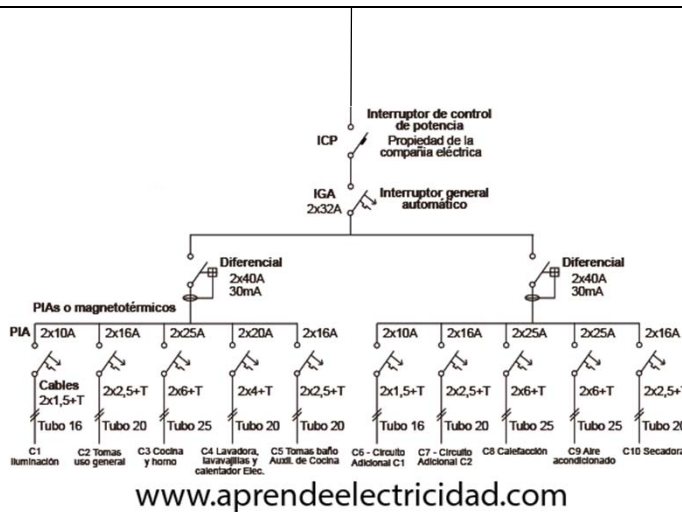 Interruptor de control
de potencia
ICP
Propiedad de la
compañia eléctrica
IGA
2x32A
Interruptor general
automático
Diferencial
2x40A
30mA
Diferencial
2x40A
30mA
PIAs o magnetotérmicos
PIA 2x10A 2x16A 2x25A 2x20A 2x16A 2x10A 2x16A 2x25A 2x25A 2x16A
Cables
2x1,5+T 2x2,5+T 2x6+T 2x4+T 2x2,5+T 2x1,5+T 2x2,5+T 2x6+T 2x6+T 2x2,5+
Tubo 16 Tubo 20 Tubo 25 Tubo 20 Tubo 20 Tubo 16 Tubo 20 Tubo 25 Tubo 25 Tubo 20
C1
Iluminación
C2 Tomas
uso general
C3 Cocina
y horno
C4 Lavadora,
lavavajillas y
calentador Elec.
C5 Tomas baño
Auxil. de Cocina
C6 - Circuito
Adicional C1
C7 - Circuito
Adicional C2
C8 Calefacción
C9 Aire
acondicionado
C10 Secadora
www.aprendeelectricidad.com